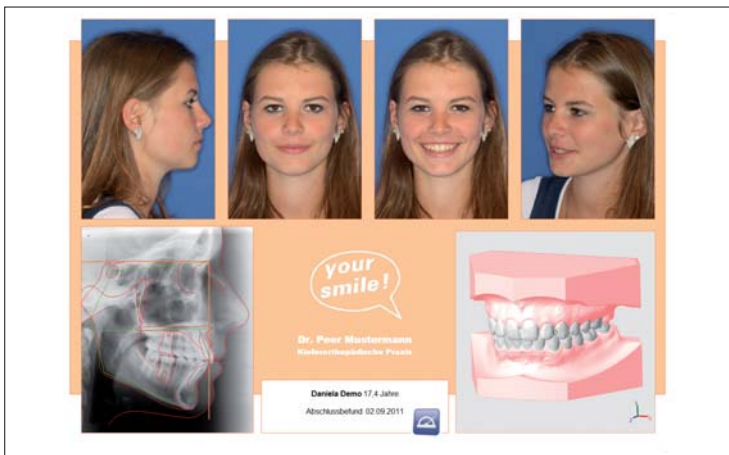 your
smile!
Dr. Peer Mustermann
Kieferorthopädische Praxis
Daniela Demo 17,4 Jahre
Abschlussbefund 02.09.2011